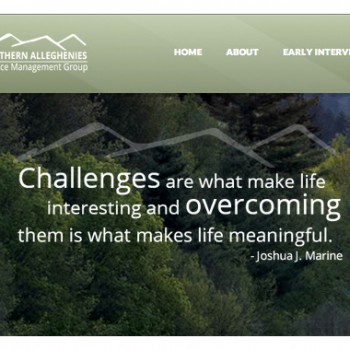 THERN ALLEGHENIES
ce Management Group
HOME ABOUT EARLY INTERV
Challenges are what make life
interesting and overcoming
them is what makes life meaningful.
- Joshua J. Marine